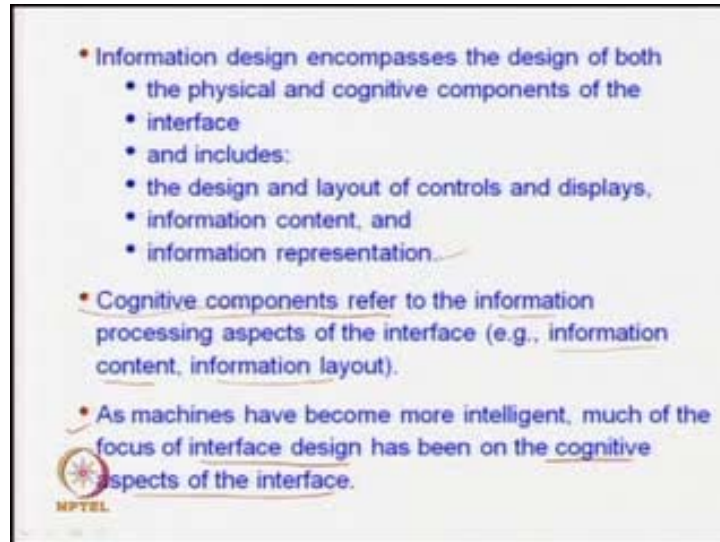 • Information design encompasses the design of both
• the physical and cognitive components of the
• interface
• and includes:
• the design and layout of controls and displays,
• information content, and
• information representation.
• Cognitive components refer to the information
processing aspects of the interface (e.g., information
content, information layout).
• As machines have become more intelligent, much of the
focus of interface design has been on the cognitive
aspects of the interface.
NPTEL